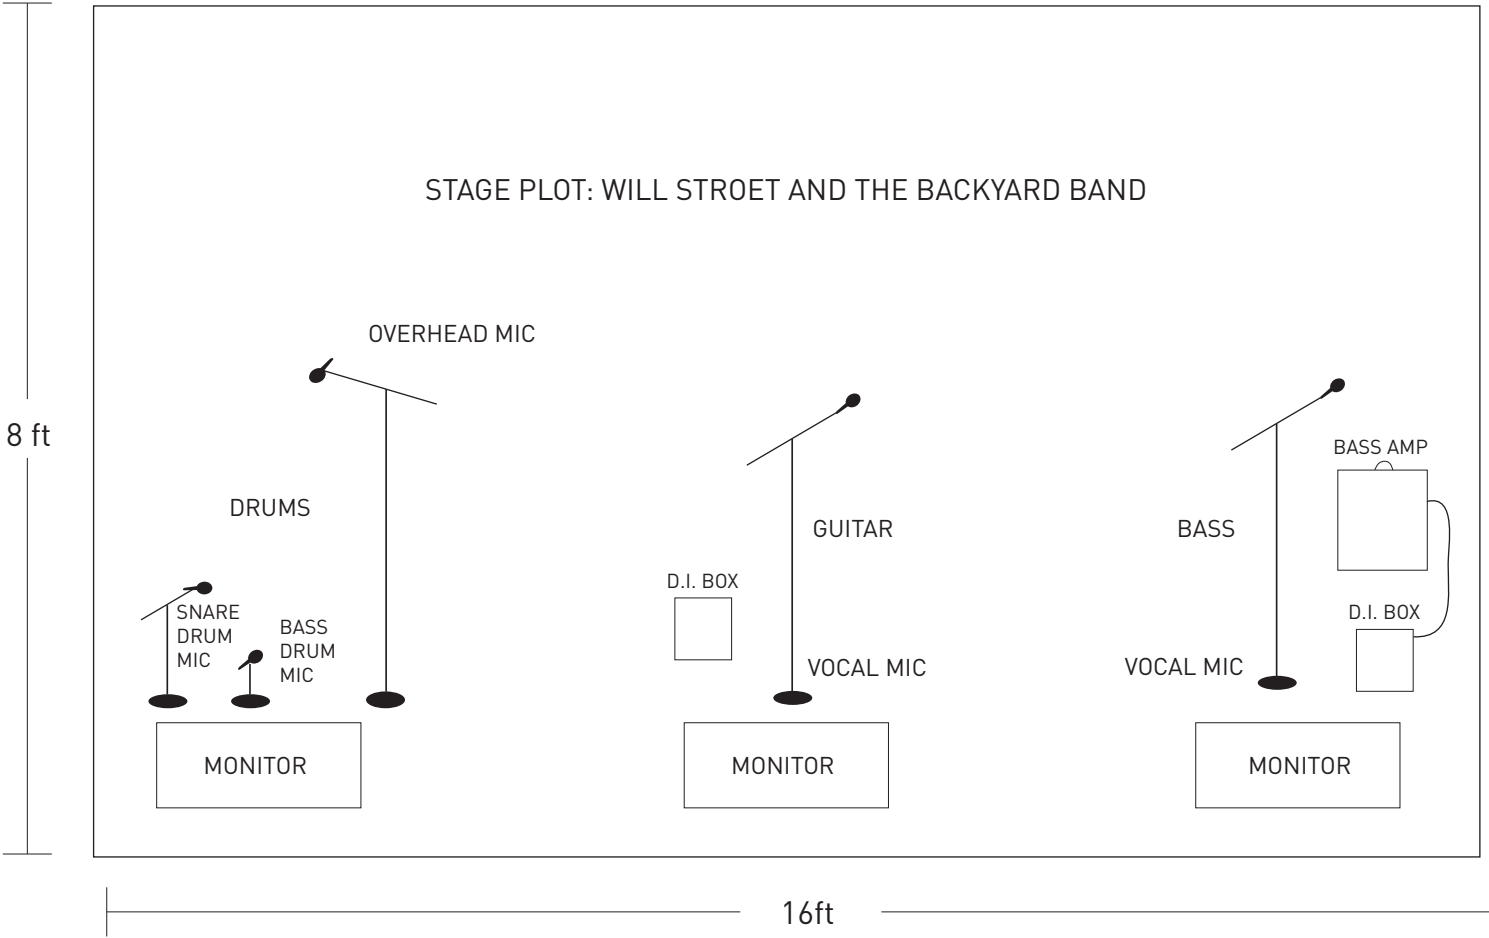 STAGE PLOT: WILL STROET AND THE BACKYARD BAND
OVERHEAD MIC
8 ft
BASS AMP
DRUMS
GUITAR
BASS
D.I. BOX
SNARE
DRUM
MIC
BASS
DRUM
MIC
D.I. BOX
VOCAL MIC
VOCAL MIC
MONITOR
MONITOR
MONITOR
16ft